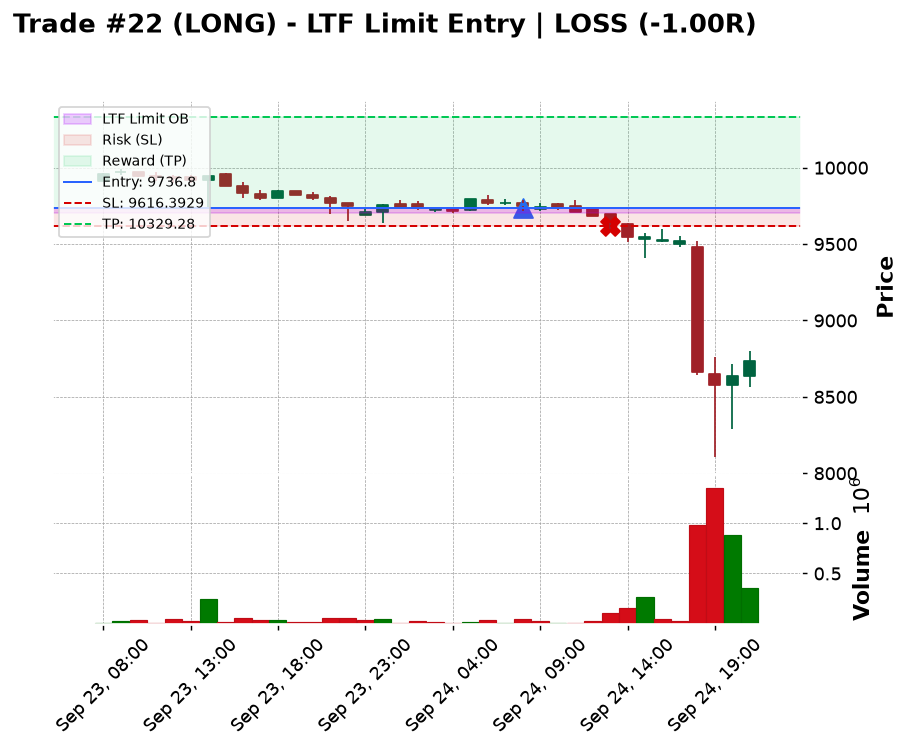 Trade #22 (LONG) - LTF Limit Entry | LOSS (-1.00R)
LTF Limit OB
Risk (SL)
Reward (TP)
Entry: 9736.8
SL: 9616.3929
TP: 10329.28
10000
9500
9000
8500
8000
Price
1.0
0.5
Volume 10⁶
Sep 23, 08:00
Sep 23, 13:00
Sep 23, 18:00
Sep 23, 23:00
Sep 24, 04:00
Sep 24, 09:00
Sep 24, 14:00
Sep 24, 19:00